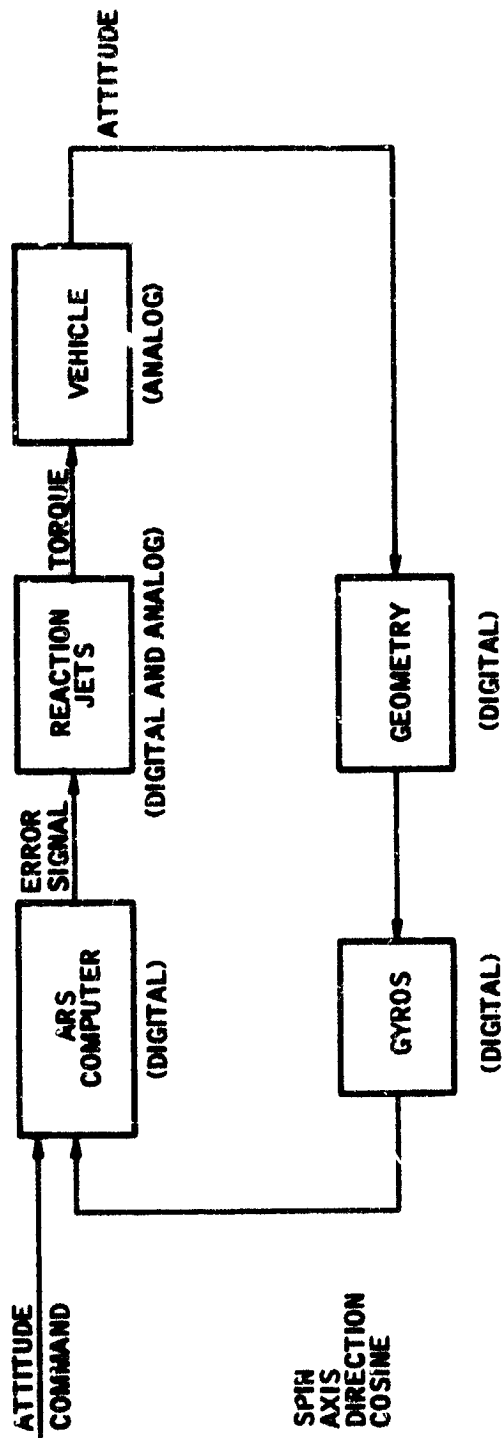 ATTITUDE
COMMAND
ARS
COMPUTER
(DIGITAL)
ERROR
SIGNAL
REACTION
JETS
(DIGITAL AND ANALOG)
TORQUE
VEHICLE
(ANALOG)
ATTITUDE
SPIN
AXIS
DIRECTION
COSINE
GYROS
(DIGITAL)
GEOMETRY
(DIGITAL)